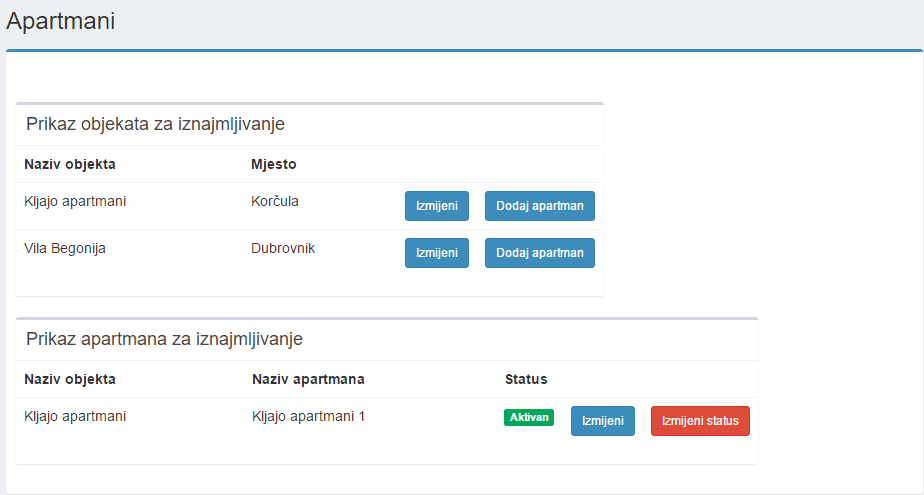 Apartmani
Prikaz objekata za iznajmljivanje
Naziv objekta Mjesto
Kljajo apartmani Korčula Izmijeni Dodaj apartman
Vila Begonija Dubrovnik Izmijeni Dodaj apartman
Prikaz apartmana za iznajmljivanje
Naziv objekta Naziv apartmana Status
Kljajo apartmani Kljajo apartmani 1 Aktivan Izmijeni Izmijeni status